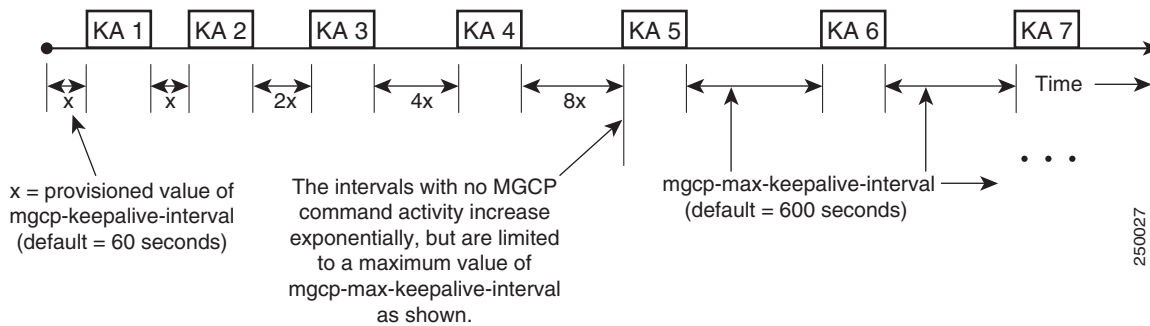 KA 1 KA 2 KA 3 KA 4 KA 5 KA 6 KA 7
x x 2x 4x 8x Time
x = provisioned value of
mgcp-keepalive-interval
(default = 60 seconds)
The intervals with no MGCP
command activity increase
exponentially, but are limited
to a maximum value of
mgcp-max-keepalive-interval
as shown.
mgcp-max-keepalive-interval
(default = 600 seconds)
. . .
250027